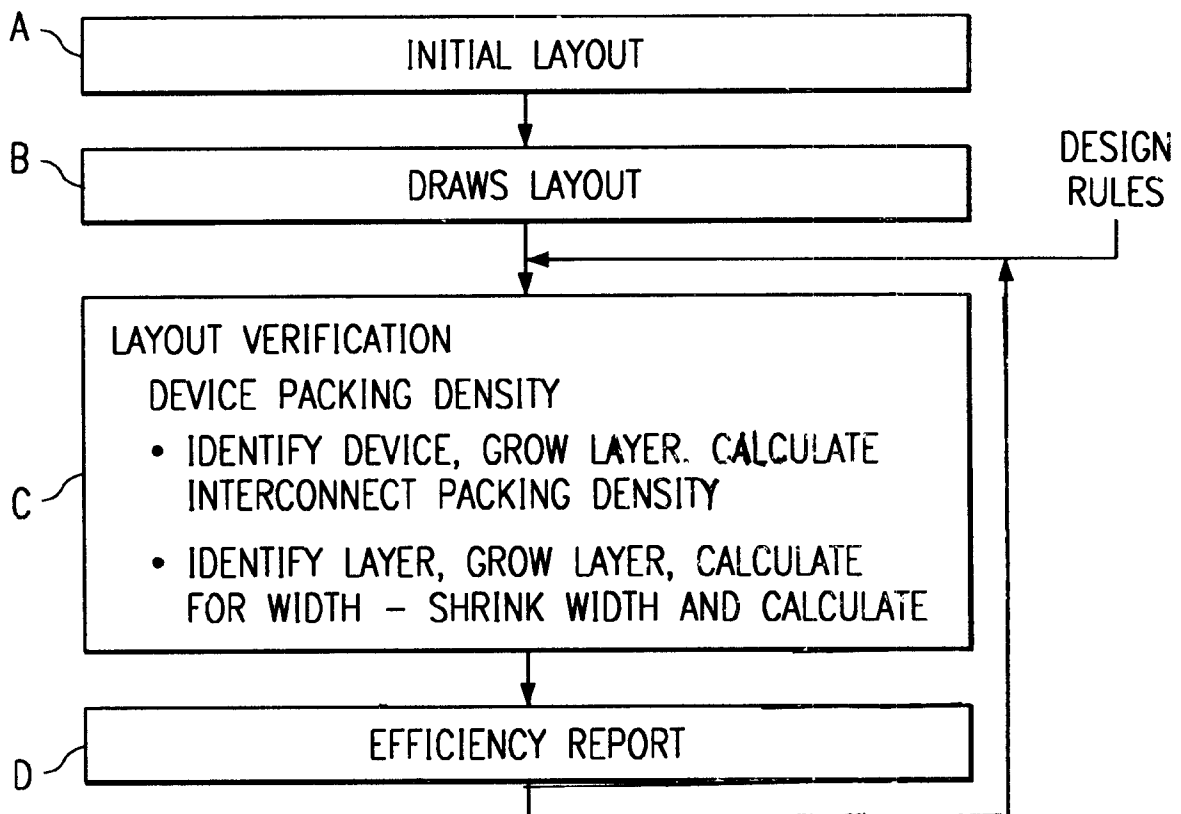 A
INITIAL LAYOUT
B
DRAWS LAYOUT
DESIGN
RULES
C
LAYOUT VERIFICATION
DEVICE PACKING DENSITY
• IDENTIFY DEVICE, GROW LAYER. CALCULATE
INTERCONNECT PACKING DENSITY
• IDENTIFY LAYER, GROW LAYER, CALCULATE
FOR WIDTH – SHRINK WIDTH AND CALCULATE
D
EFFICIENCY REPORT